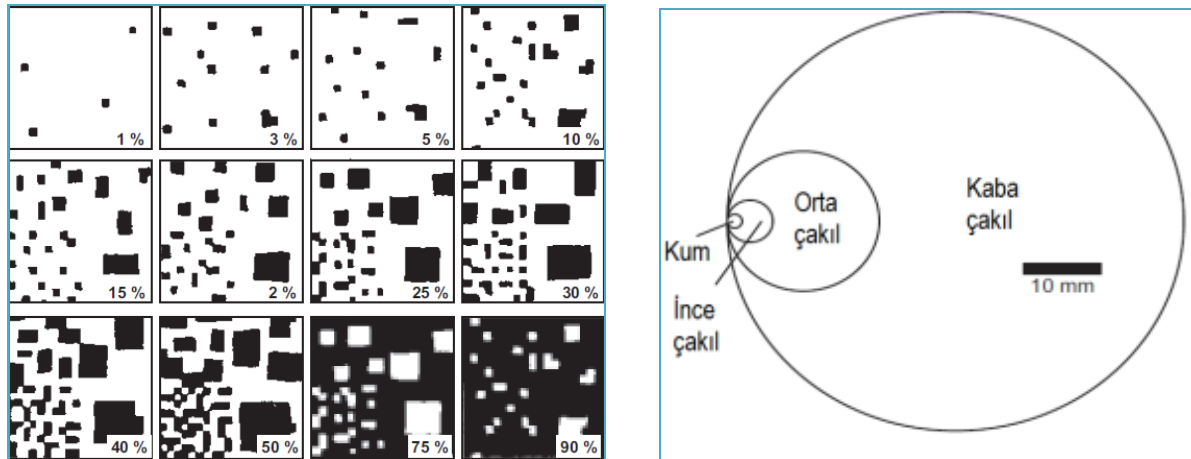 1 %
3 %
5 %
10 %
15 %
2 %
25 %
30 %
40 %
50 %
75 %
90 %
Kum
İnce
çakıl
Orta
çakıl
Kaba
çakıl
10 mm